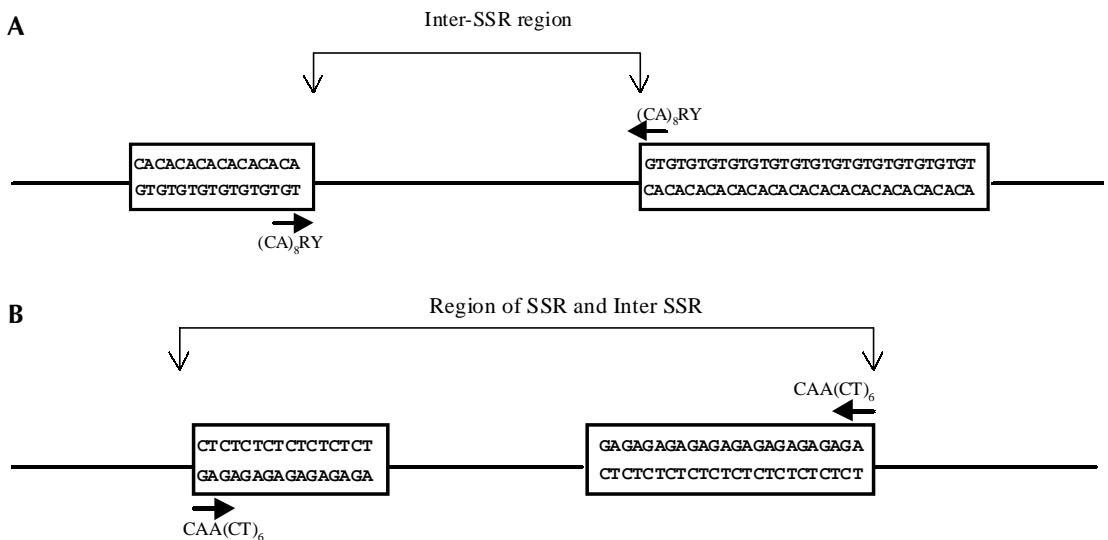 A
Inter-SSR region
(CA)₈RY
CACACACACACACACA
GTGTGTGTGTGTGTGT
GTGTGTGTGTGTGTGTGTGTGTGTGTGTGTGT
CACACACACACACACACACACACACACACACA
(CA)₈RY
B
Region of SSR and Inter SSR
CAA(CT)₆
CTCTCTCTCTCTCTCT
GAGAGAGAGAGAGAGA
GAGAGAGAGAGAGAGAGAGAGAGA
CTCTCTCTCTCTCTCTCTCTCTCT
CAA(CT)₆